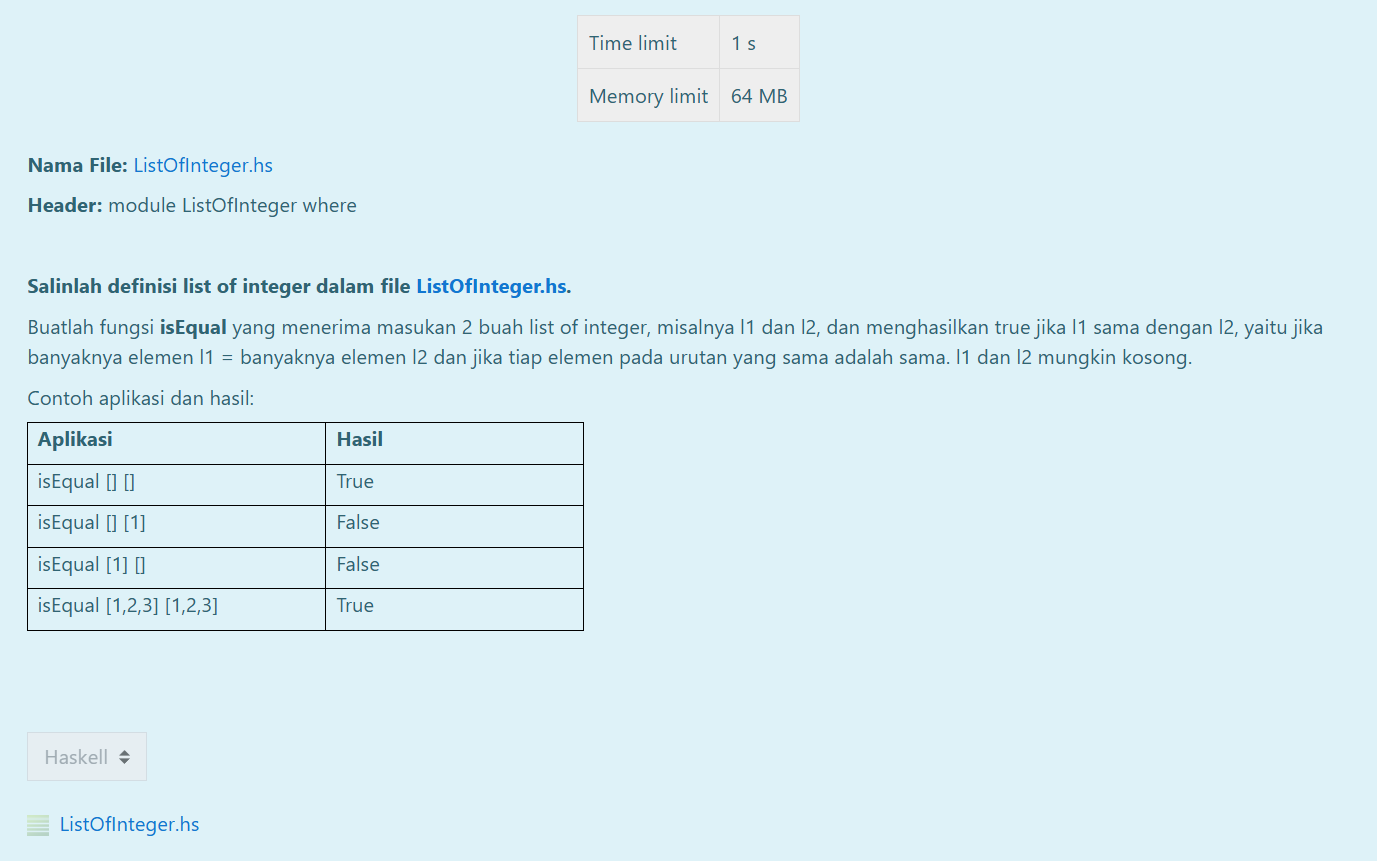 Time limit 1 s
Memory limit 64 MB
Nama File: ListOfInteger.hs
Header: module ListOfInteger where
Salinlah definisi list of integer dalam file ListOfInteger.hs.
Buatlah fungsi isEqual yang menerima masukan 2 buah list of integer, misalnya l1 dan l2, dan menghasilkan true jika l1 sama dengan l2, yaitu jika
banyaknya elemen l1 = banyaknya elemen l2 dan jika tiap elemen pada urutan yang sama adalah sama. l1 dan l2 mungkin kosong.
Contoh aplikasi dan hasil:
Aplikasi Hasil
isEqual [] [] True
isEqual [] [1] False
isEqual [1] [] False
isEqual [1,2,3] [1,2,3] True
Haskell
ListOfInteger.hs